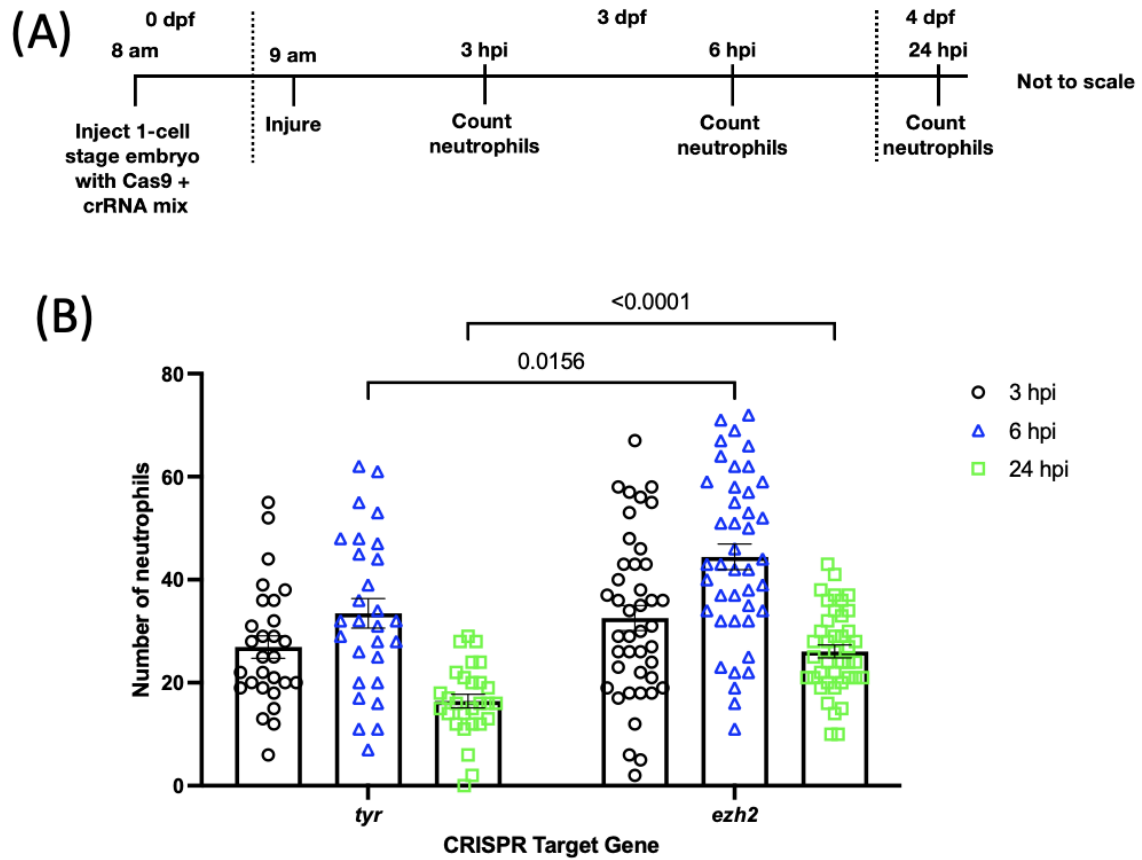 (A)
0 dpf
3 dpf
4 dpf
8 am
9 am
3 hpi
6 hpi
24 hpi
Not to scale
Inject 1-cell
stage embryo
with Cas9 +
crRNA mix
Injure
Count
neutrophils
Count
neutrophils
Count
neutrophils
(B)
<0.0001
0.0156
80
60
40
20
0
Number of neutrophils
3 hpi
6 hpi
24 hpi
tyr
ezh2
CRISPR Target Gene